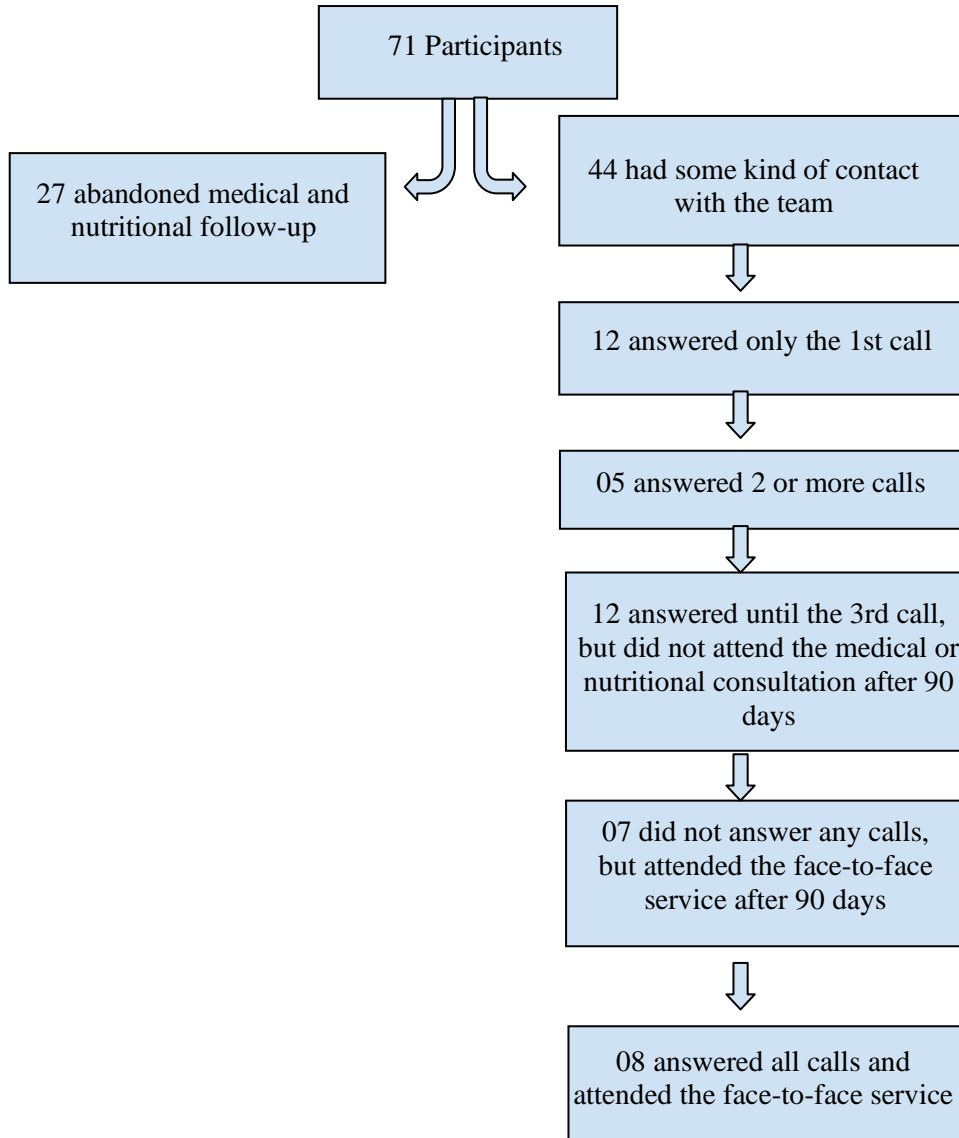 71 Participants
27 abandoned medical and
nutritional follow-up
44 had some kind of contact
with the team
12 answered only the 1st call
05 answered 2 or more calls
12 answered until the 3rd call,
but did not attend the medical or
nutritional consultation after 90
days
07 did not answer any calls,
but attended the face-to-face
service after 90 days
08 answered all calls and
attended the face-to-face service